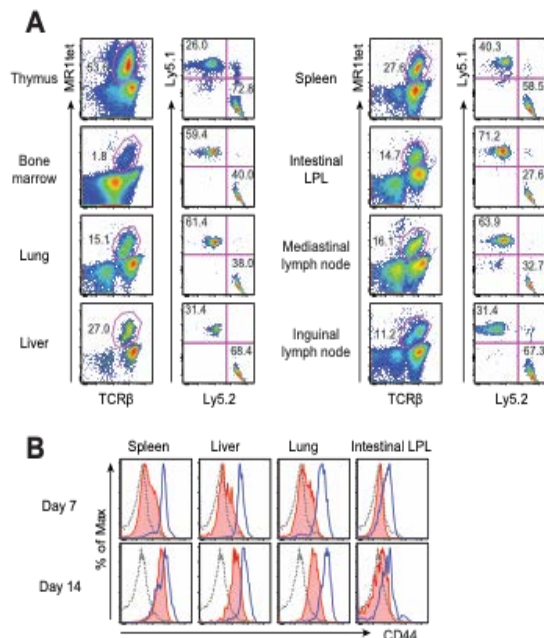 A
MR1tet
Ly5.1
Thymus
53.5
26.0
72.8
Spleen
27.6
40.3
58.5
Bone
marrow
1.8
59.4
40.0
Intestinal
LPL
14.7
71.2
27.6
Lung
15.1
61.4
38.0
Mediastinal
lymph node
16.1
63.9
32.7
Liver
27.0
31.4
68.4
Inguinal
lymph node
11.2
31.4
67.3
TCRβ
Ly5.2
TCRβ
Ly5.2
MR1tet
Ly5.1
B
Spleen
Liver
Lung
Intestinal LPL
Day 7
% of Max
Day 14
CD44